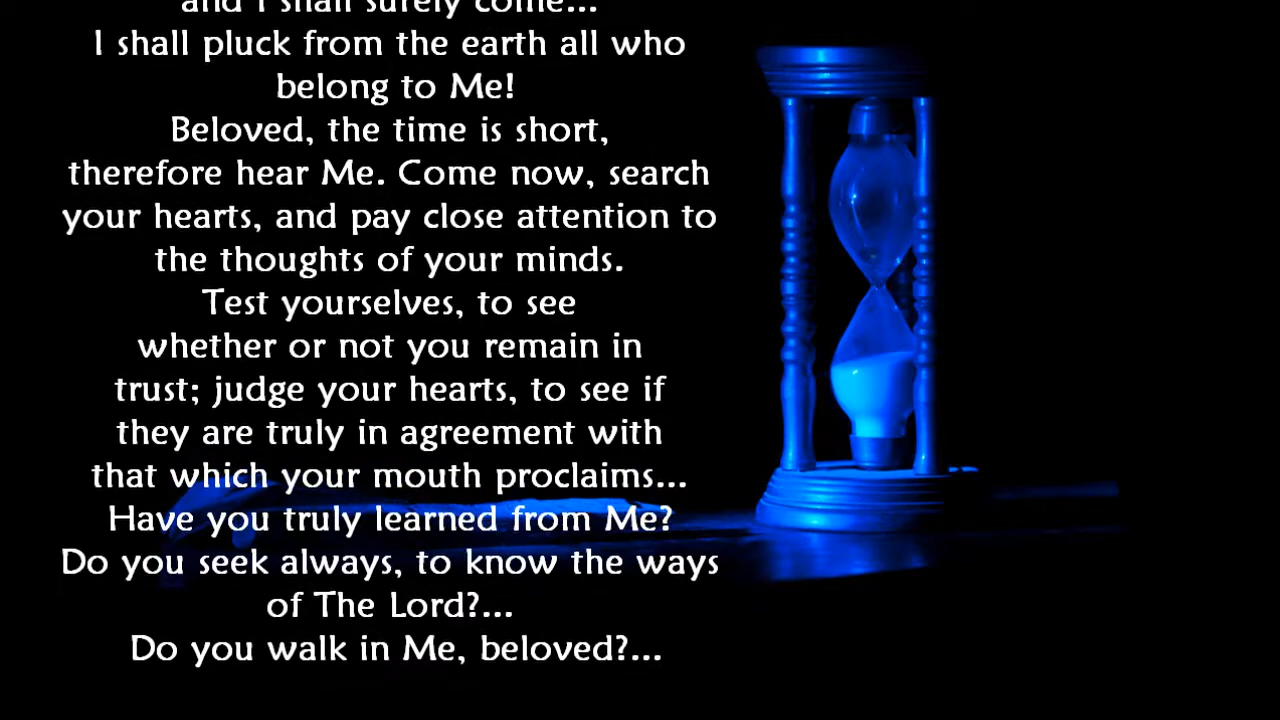 and I shall surely come...
I shall pluck from the earth all who
belong to Me!
Beloved, the time is short,
therefore hear Me. Come now, search
your hearts, and pay close attention to
the thoughts of your minds.
Test yourselves, to see
whether or not you remain in
trust; judge your hearts, to see if
they are truly in agreement with
that which your mouth proclaims...
Have you truly learned from Me?
Do you seek always, to know the ways
of The Lord?...
Do you walk in Me, beloved?...